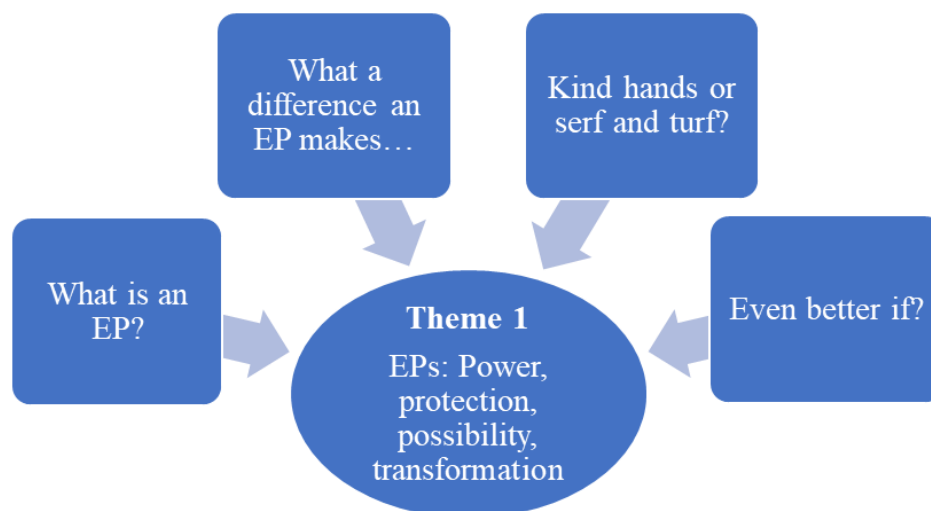 What a
difference an
EP makes…
Kind hands or
serf and turf?
What is an
EP?
Even better if?
Theme 1
EPs: Power,
protection,
possibility,
transformation